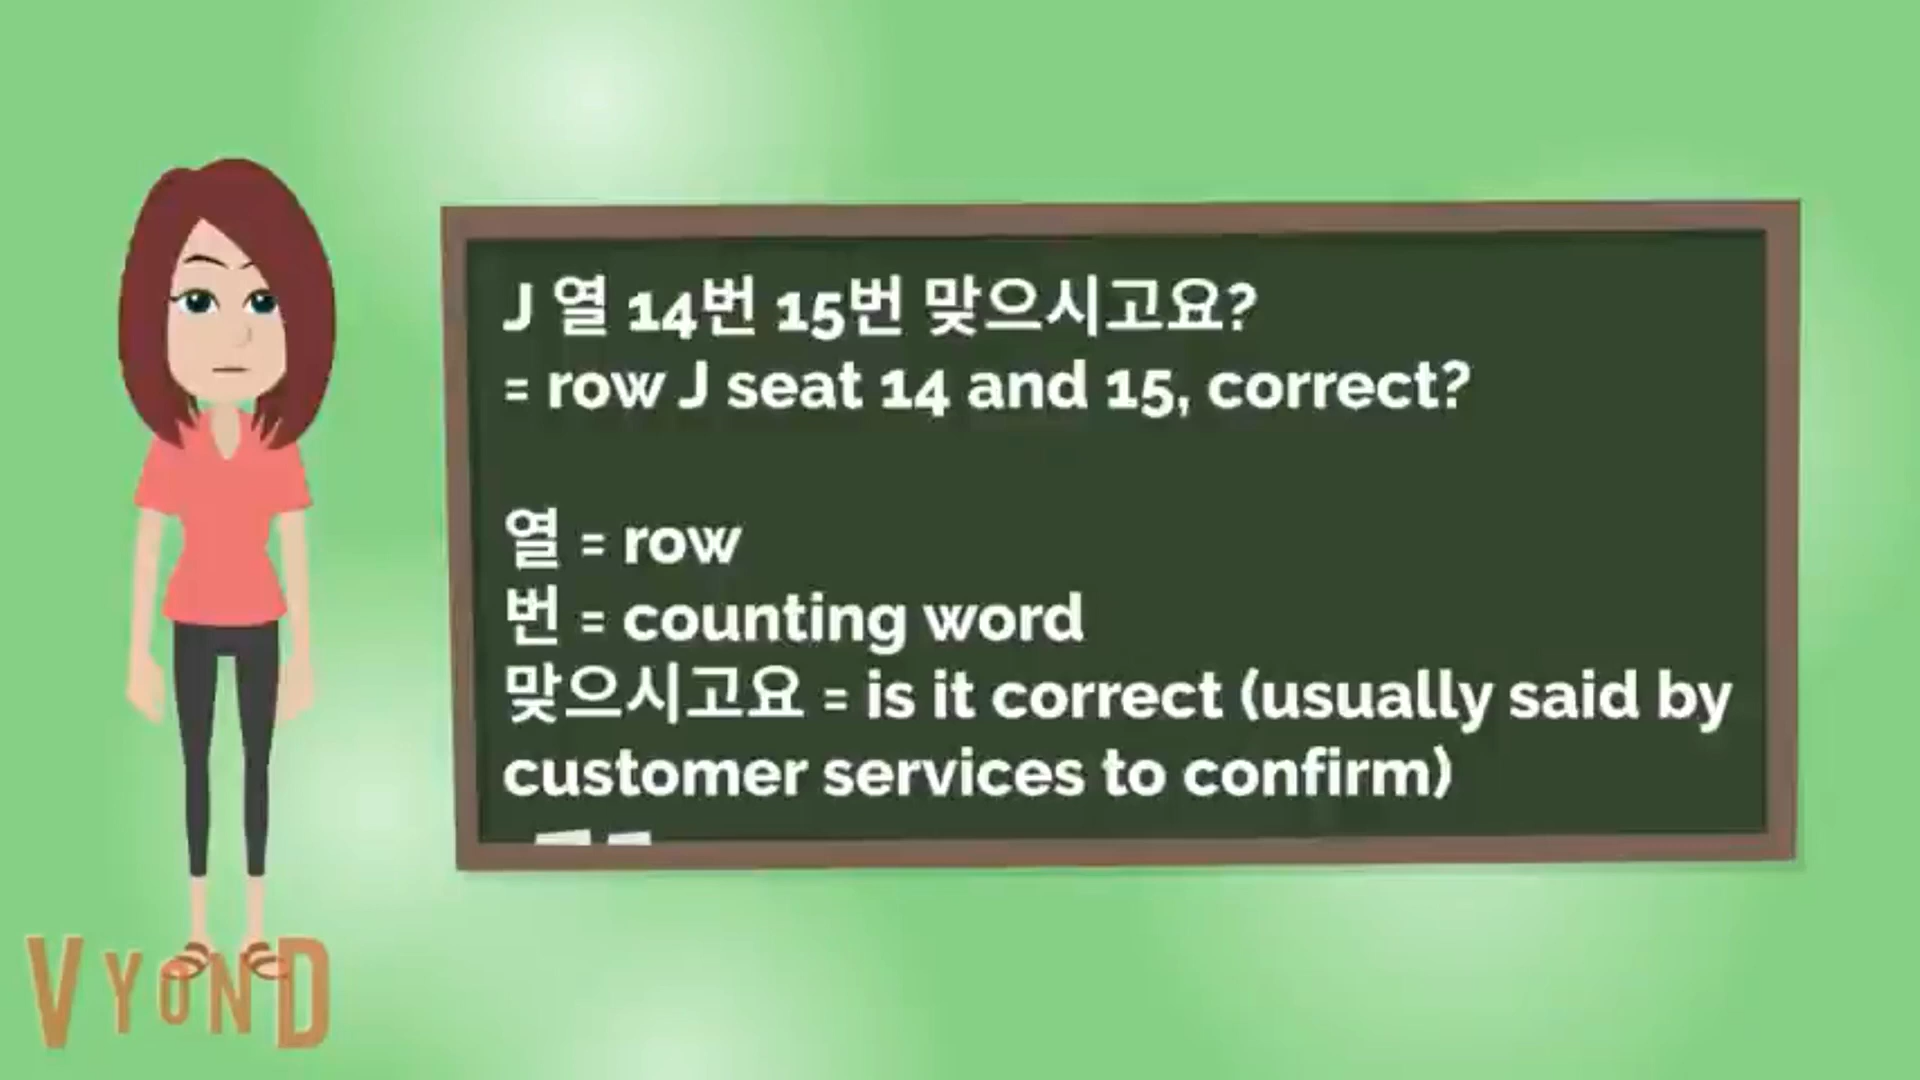 J 열 14번 15번 맞으시고요?
= row J seat 14 and 15, correct?
열 = row
번 = counting word
맞으시고요 = is it correct (usually said by
customer services to confirm)
VYOND